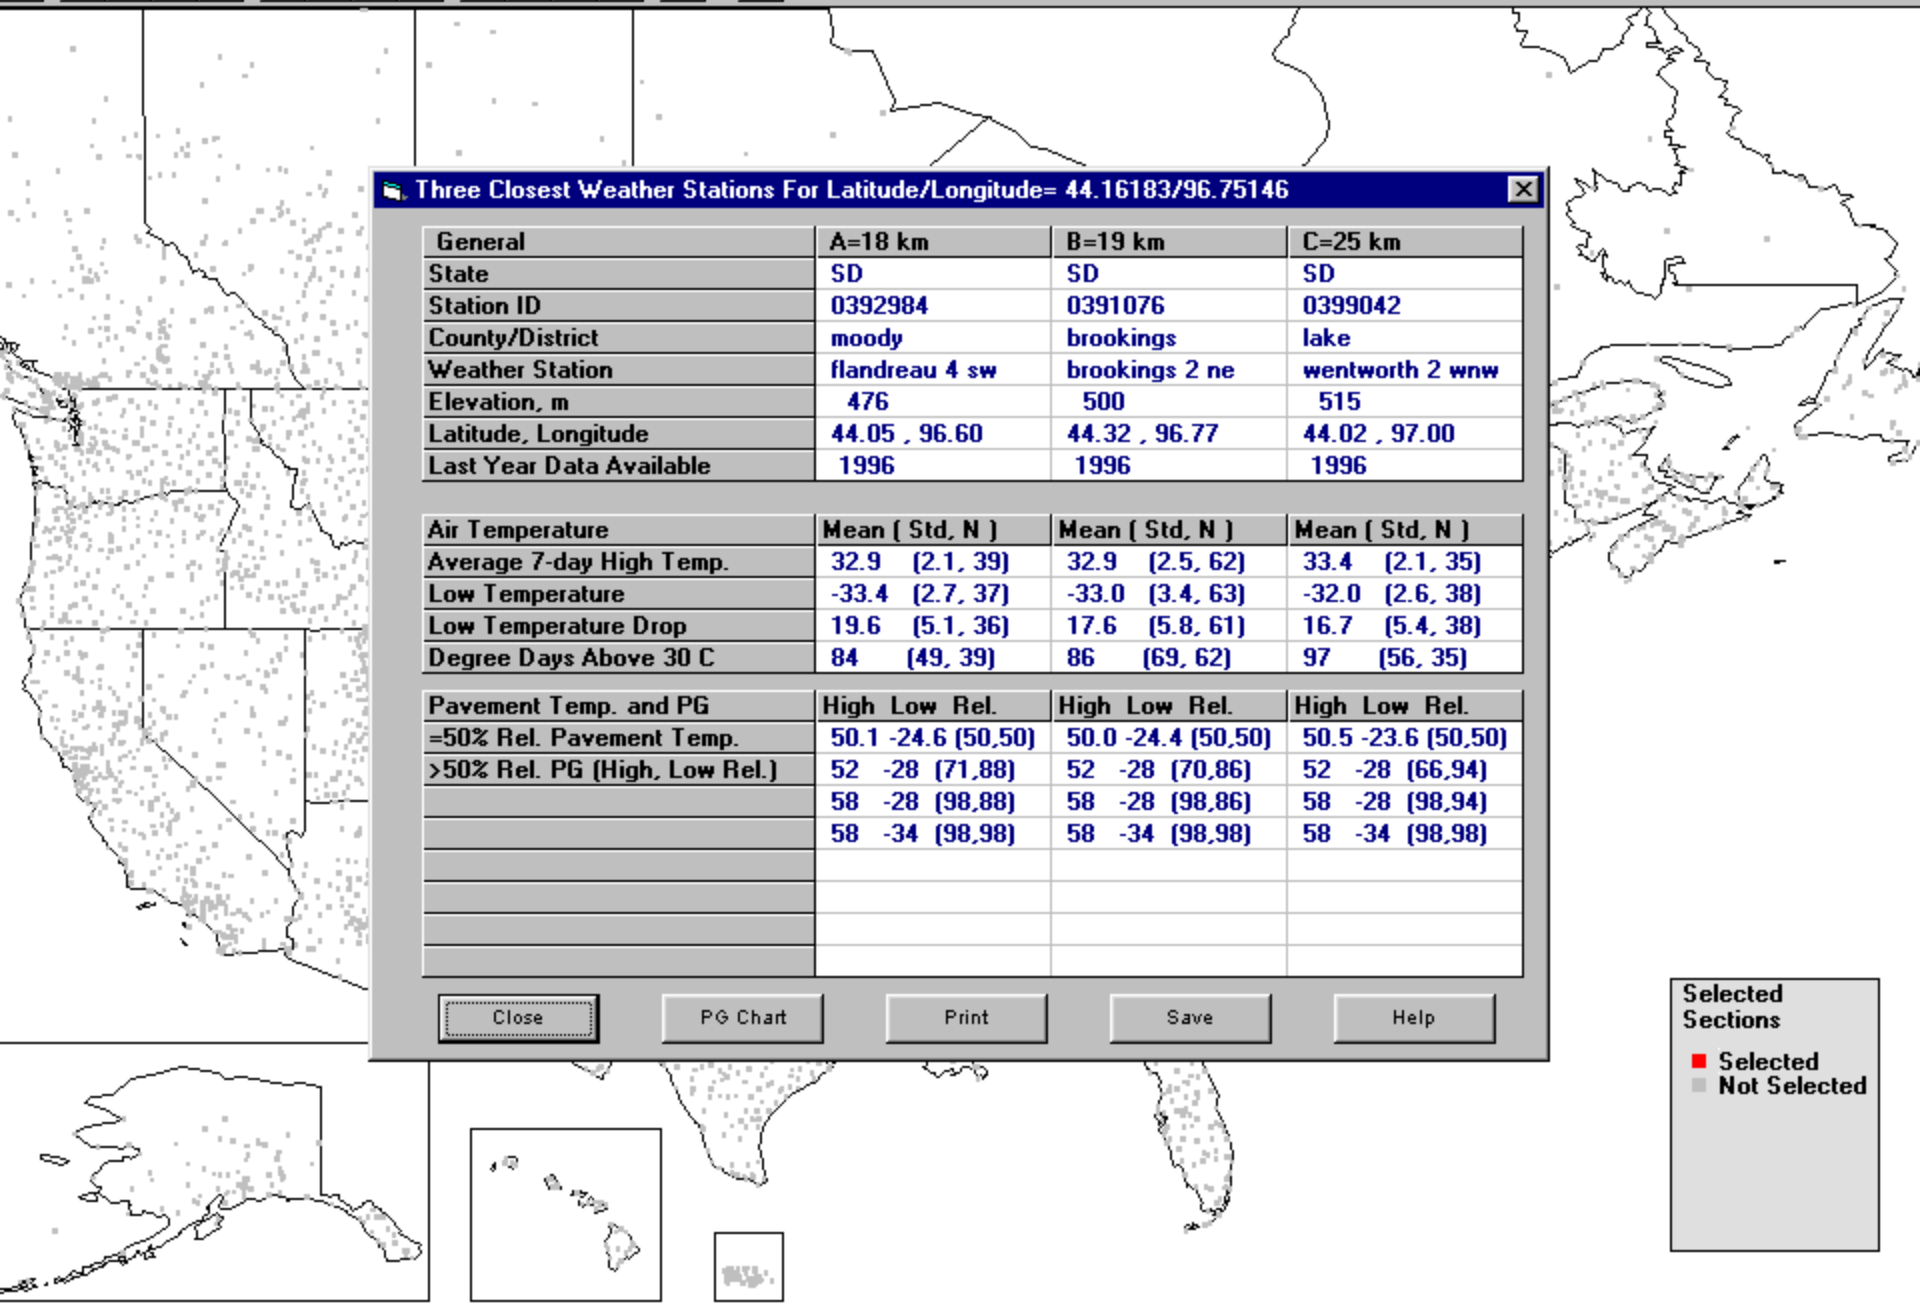 Three Closest Weather Stations For Latitude/Longitude= 44.16183/96.75146
General A=18 km B=19 km C=25 km
State SD SD SD
Station ID 0392984 0391076 0399042
County/District moody brookings lake
Weather Station flandreau 4 sw brookings 2 ne wentworth 2 wnw
Elevation, m 476 500 515
Latitude, Longitude 44.05 , 96.60 44.32 , 96.77 44.02 , 97.00
Last Year Data Available 1996 1996 1996
Air Temperature Mean ( Std, N ) Mean ( Std, N ) Mean ( Std, N )
Average 7-day High Temp. 32.9 (2.1, 39) 32.9 (2.5, 62) 33.4 (2.1, 35)
Low Temperature -33.4 (2.7, 37) -33.0 (3.4, 63) -32.0 (2.6, 38)
Low Temperature Drop 19.6 (5.1, 36) 17.6 (5.8, 61) 16.7 (5.4, 38)
Degree Days Above 30 C 84 (49, 39) 86 (69, 62) 97 (56, 35)
Pavement Temp. and PG High Low Rel. High Low Rel. High Low Rel.
=50% Rel. Pavement Temp. 50.1 -24.6 (50,50) 50.0 -24.4 (50,50) 50.5 -23.6 (50,50)
>50% Rel. PG (High, Low Rel.) 52 -28 (71,88) 52 -28 (70,86) 52 -28 (66,94)
58 -28 (98,88) 58 -28 (98,86) 58 -28 (98,94)
58 -34 (98,98) 58 -34 (98,98) 58 -34 (98,98)
Close PG Chart Print Save Help
Selected
Sections
Selected
Not Selected